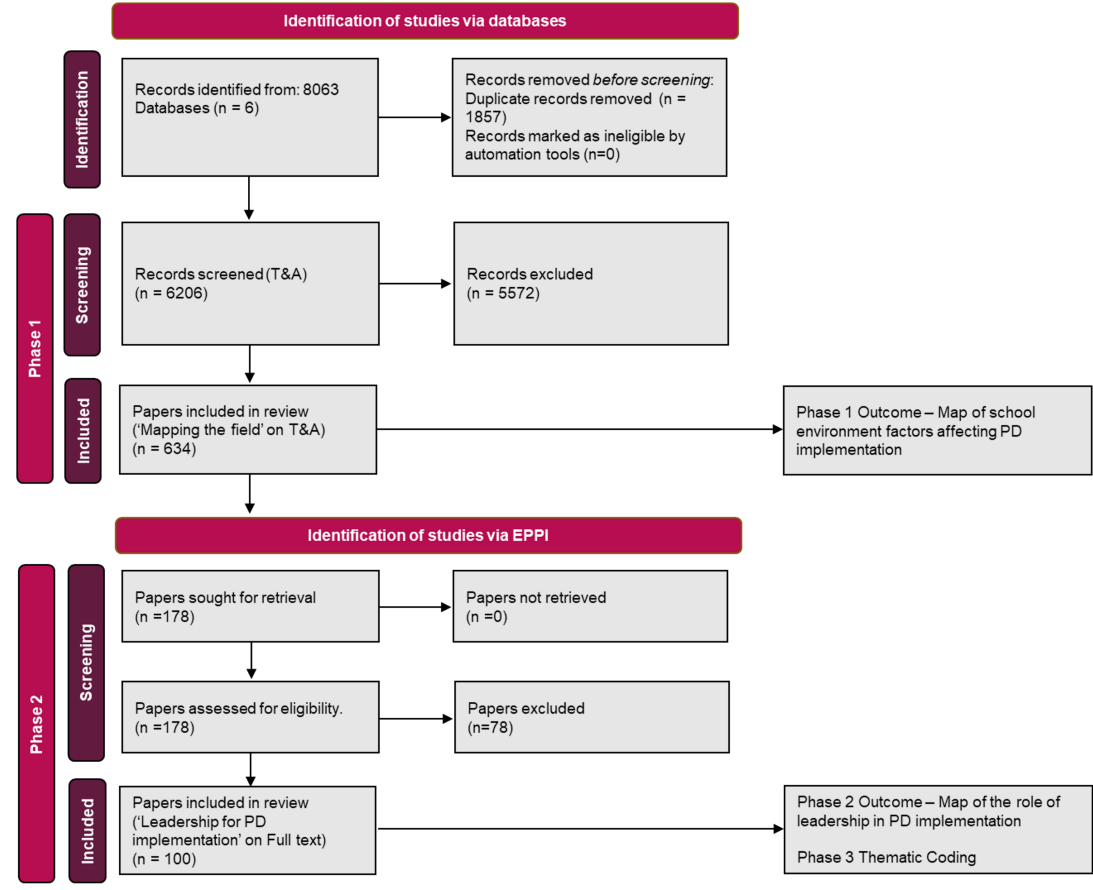 Identification of studies via databases
Identification
Records identified from: 8063
Databases (n = 6)
Records removed before screening:
Duplicate records removed (n =
1857)
Records marked as ineligible by
automation tools (n=0)
Phase 1
Screening
Records screened (T&A)
(n = 6206)
Records excluded
(n = 5572)
Included
Papers included in review
(‘Mapping the field’ on T&A)
(n = 634)
Phase 1 Outcome – Map of school
environment factors affecting PD
implementation
Identification of studies via EPPI
Phase 2
Screening
Papers sought for retrieval
(n =178)
Papers not retrieved
(n =0)
Papers assessed for eligibility.
(n =178)
Papers excluded
(n=78)
Included
Papers included in review
(‘Leadership for PD
implementation’ on Full text)
(n = 100)
Phase 2 Outcome – Map of the role of
leadership in PD implementation
Phase 3 Thematic Coding